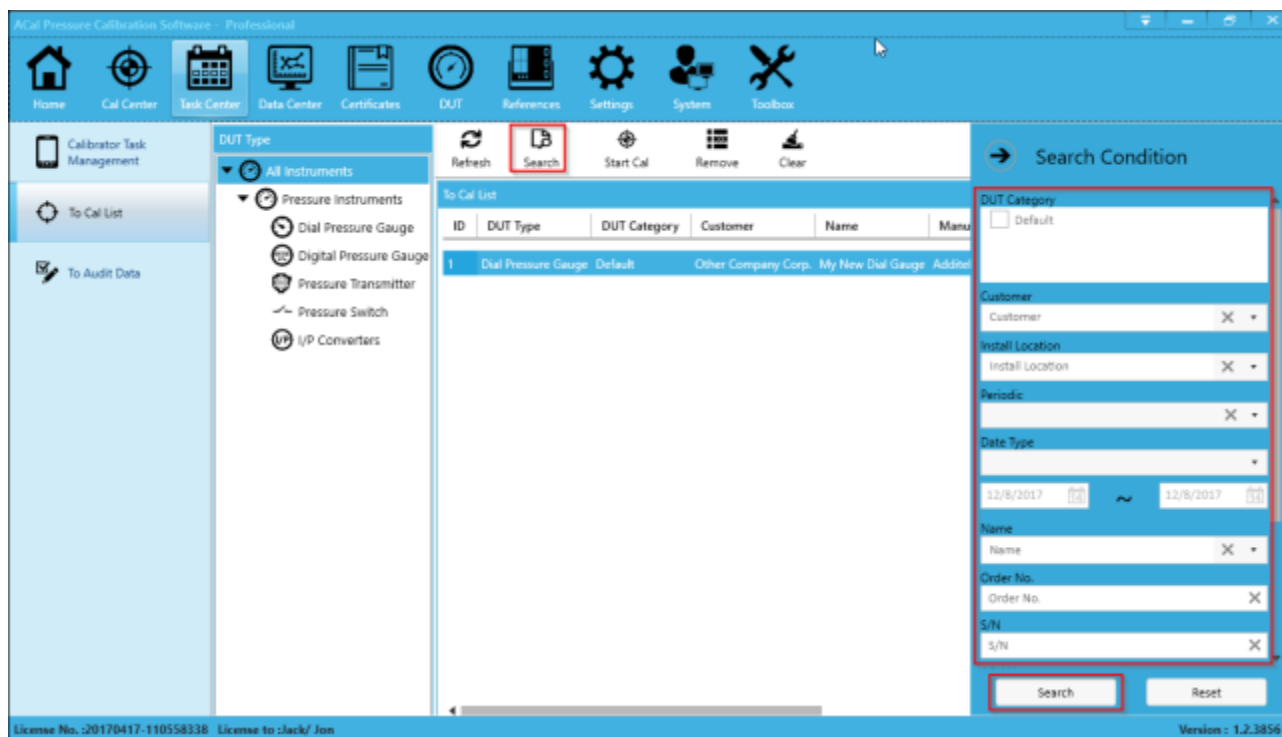 ACal Pressure Calibration Software - Professional
Home Cal Center Task Center Data Center Certificates DUT References Settings System Toolbox
Calibrator Task
Management
To Cal List
To Audit Data
DUT Type
All Instruments
Pressure Instruments
Dial Pressure Gauge
Digital Pressure Gauge
Pressure Transmitter
Pressure Switch
I/P Converters
Refresh Search Start Cal Remove Clear
To Cal List
ID DUT Type DUT Category Customer Name Manu
1 Dial Pressure Gauge Default Other Company Corp. My New Dial Gauge Additel
Search Condition
DUT Category
Default
Customer
Customer
Install Location
Install Location
Periodic
Date Type
12/8/2017 ~ 12/8/2017
Name
Name
Order No.
Order No.
S/N
S/N
Search Reset
License No. :20170417-110558338 License to :Jack/ Jon Version : 1.2.3856